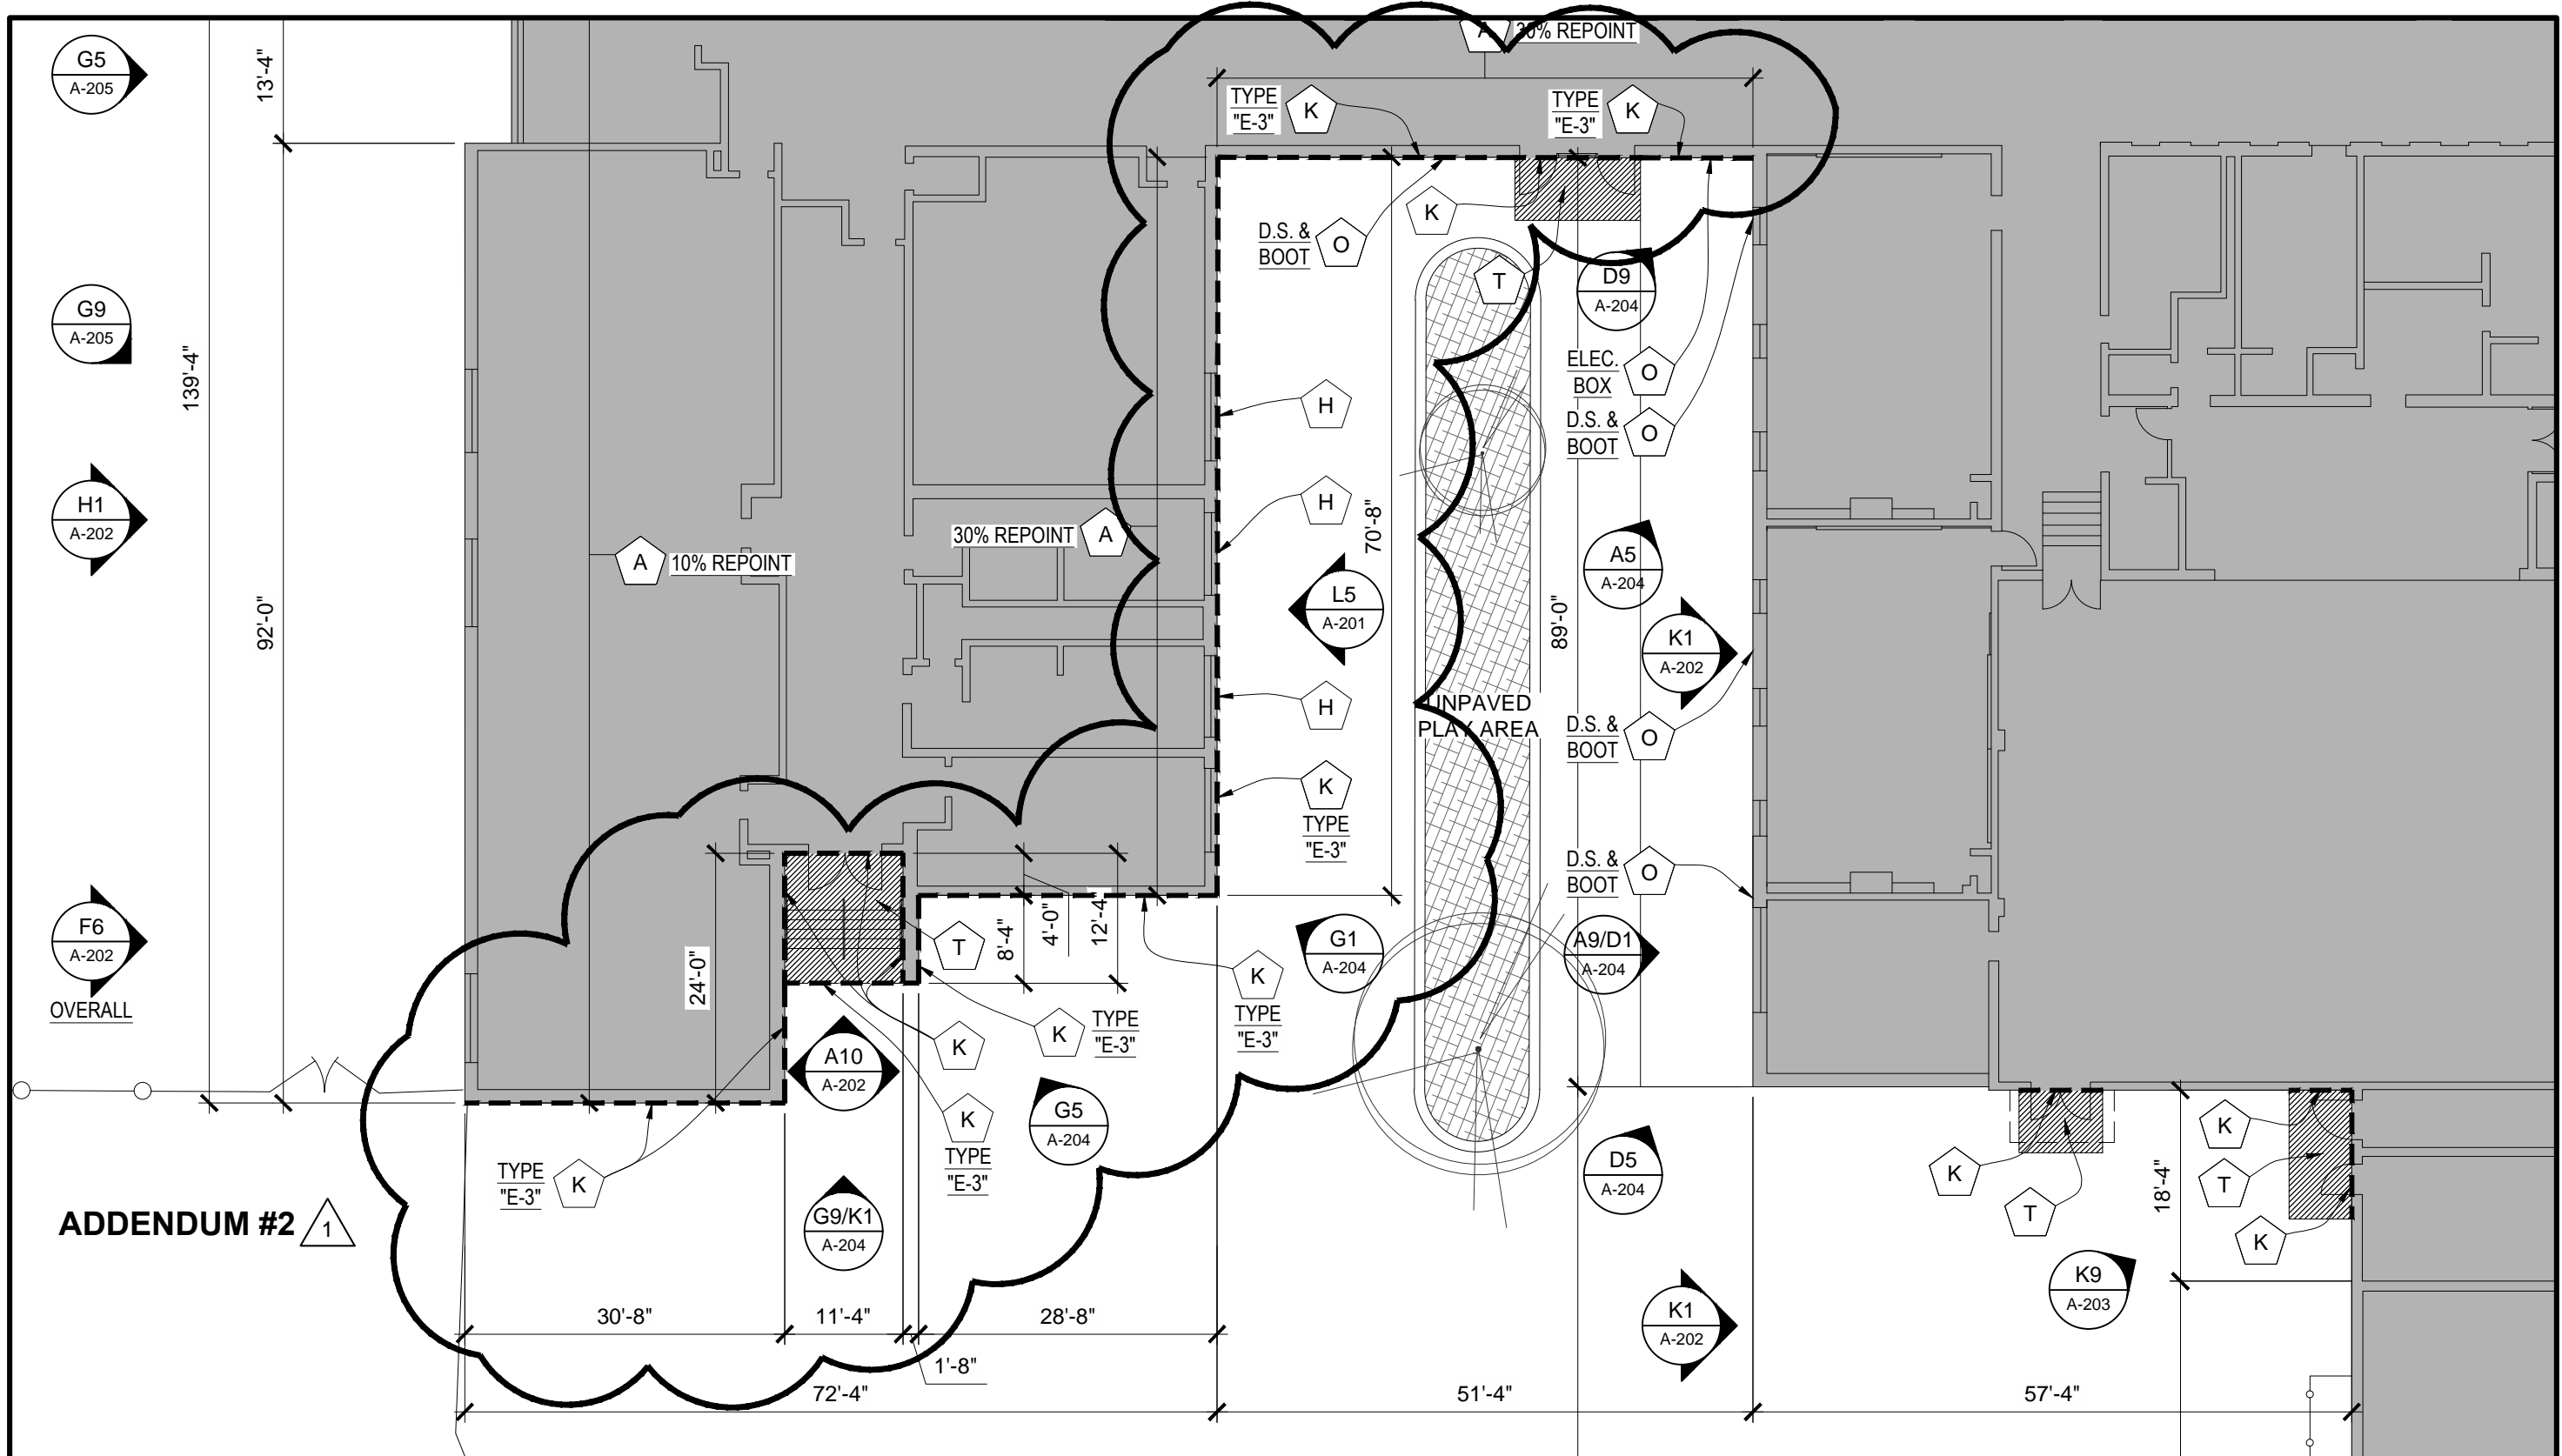 G5
A-205
13'-4"
A 30% REPOINT
TYPE
"E-3"
K
TYPE
"E-3"
K
K
D.S. &
BOOT
O
T
D9
A-204
G9
A-205
139'-4"
ELEC.
BOX
O
D.S. &
BOOT
O
H
H
70'-8"
H1
A-202
A 10% REPOINT
30% REPOINT A
A5
A-204
L5
A-201
89'-0"
K1
A-202
92'-0"
H
UNPAVED
PLAY AREA
D.S. &
BOOT
O
K
TYPE
"E-3"
D.S. &
BOOT
O
F6
A-202
OVERALL
24'-0"
T
8'-4"
4'-0"
12'-4"
G1
A-204
A9/D1
A-204
K
TYPE
"E-3"
K
TYPE
"E-3"
K
A10
A-202
K
TYPE
"E-3"
G5
A-204
TYPE
"E-3"
K
D5
A-204
K
T
18'-4"
K
T
K
ADDENDUM #2 1
G9/K1
A-204
K9
A-203
K1
A-202
30'-8"
11'-4"
28'-8"
1'-8"
72'-4"
51'-4"
57'-4"